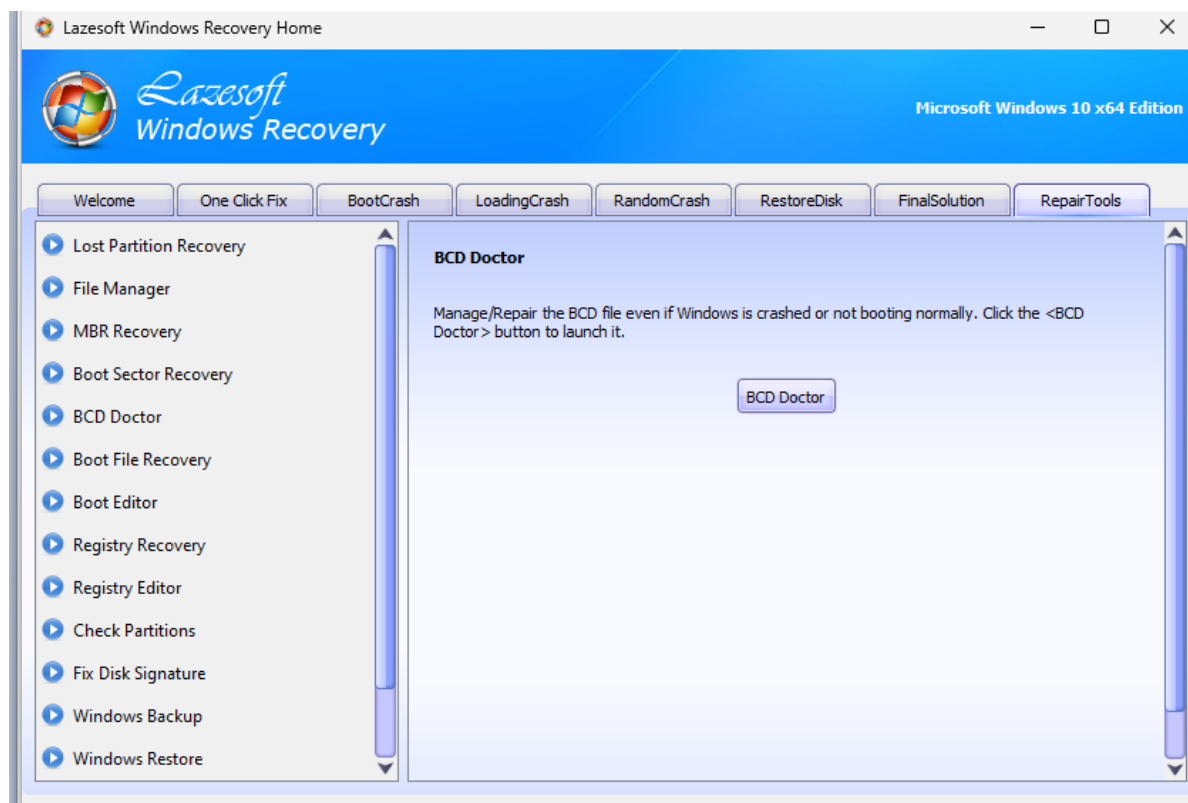 Lazesoft Windows Recovery Home
Lazesoft
Windows Recovery
Microsoft Windows 10 x64 Edition
Welcome
One Click Fix
BootCrash
LoadingCrash
RandomCrash
RestoreDisk
FinalSolution
RepairTools
Lost Partition Recovery
File Manager
MBR Recovery
Boot Sector Recovery
BCD Doctor
Boot File Recovery
Boot Editor
Registry Recovery
Registry Editor
Check Partitions
Fix Disk Signature
Windows Backup
Windows Restore
BCD Doctor
Manage/Repair the BCD file even if Windows is crashed or not booting normally. Click the <BCD
Doctor> button to launch it.
BCD Doctor